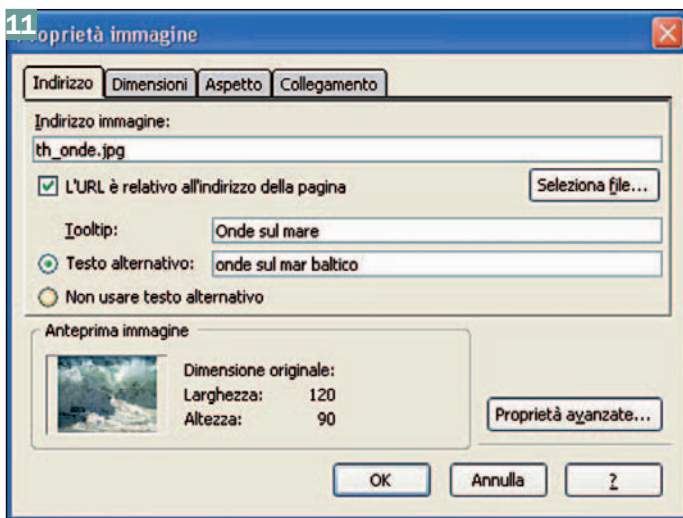 11
Proprietà immagine
Indirizzo Dimensioni Aspetto Collegamento
Indirizzo immagine:
th_onde.jpg
L'URL è relativo all'indirizzo della pagina Seleziona file...
Tooltip: Onde sul mare
Testo alternativo: onde sul mar baltico
Non usare testo alternativo
Anteprima immagine
Dimensione originale:
Larghezza: 120
Altezza: 90
Proprietà avanzate...
OK Annulla ?